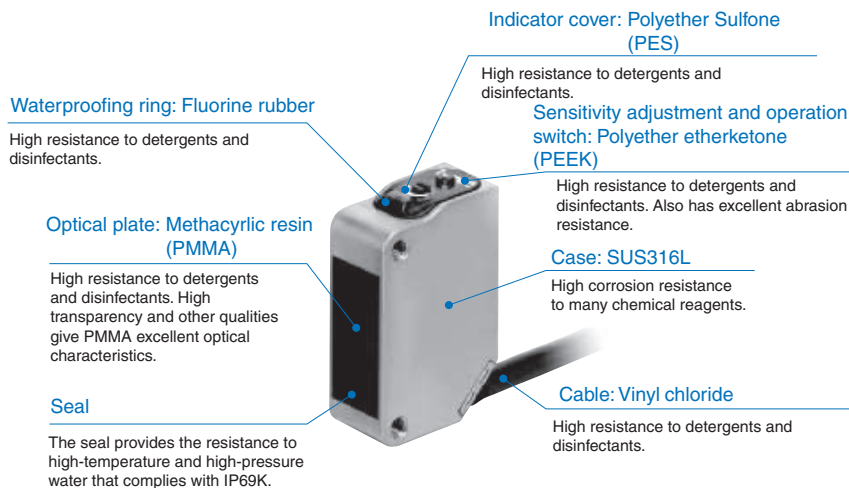 Indicator cover: Polyether Sulfone
(PES)
High resistance to detergents and
disinfectants.
Waterproofing ring: Fluorine rubber
High resistance to detergents and
disinfectants.
Sensitivity adjustment and operation
switch: Polyether etherketone
(PEEK)
High resistance to detergents and
disinfectants. Also has excellent abrasion
resistance.
Optical plate: Methacyrlic resin
(PMMA)
High resistance to detergents
and disinfectants. High
transparency and other qualities
give PMMA excellent optical
characteristics.
Case: SUS316L
High corrosion resistance
to many chemical reagents.
Seal
The seal provides the resistance to
high-temperature and high-pressure
water that complies with IP69K.
Cable: Vinyl chloride
High resistance to detergents and
disinfectants.